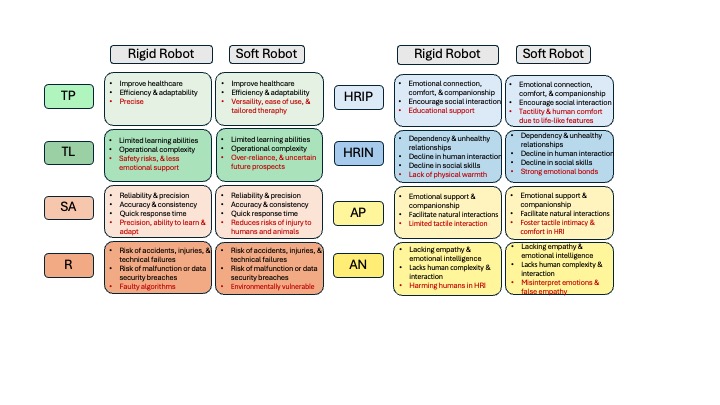 Rigid Robot
Soft Robot
TP
• Improve healthcare
• Efficiency & adaptability
• Precise
• Improve healthcare
• Efficiency & adaptability
• Versaility, ease of use, &
tailored theraphy
TL
• Limited learning abilities
• Operational complexity
• Safety risks, & less
emotional support
• Limited learning abilities
• Operational complexity
• Over-reliance, & uncertain
future prospects
SA
• Reliability & precision
• Accuracy & consistency
• Quick response time
• Precision, ability to learn &
adapt
• Reliability & precision
• Accuracy & consistency
• Quick response time
• Reduces risks of injury to
humans and animals
R
• Risk of accidents, injuries, &
technical failures
• Risk of malfunction or data
security breaches
• Faulty algorithms
• Risk of accidents, injuries, &
technical failures
• Risk of malfunction or data
security breaches
• Environmentally vulnerable
Rigid Robot
Soft Robot
HRIP
• Emotional connection,
comfort, & companionship
• Encourage social interaction
• Educational support
• Emotional connection,
comfort, & companionship
• Encourage social interaction
• Tactility & human comfort
due to life-like features
HRIN
• Dependency & unhealthy
relationships
• Decline in human interaction
• Decline in social skills
• Lack of physical warmth
• Dependency & unhealthy
relationships
• Decline in human interaction
• Decline in social skills
• Strong emotional bonds
AP
• Emotional support &
companionship
• Facilitate natural interactions
• Limited tactile interaction
• Emotional support &
companionship
• Facilitate natural interactions
• Foster tactile intimacy &
comfort in HRI
AN
• Lacking empathy &
emotional intelligence
• Lacks human complexity &
interaction
• Harming humans in HRI
• Lacking empathy &
emotional intelligence
• Lacks human complexity &
interaction
• Misinterpret emotions &
false empathy